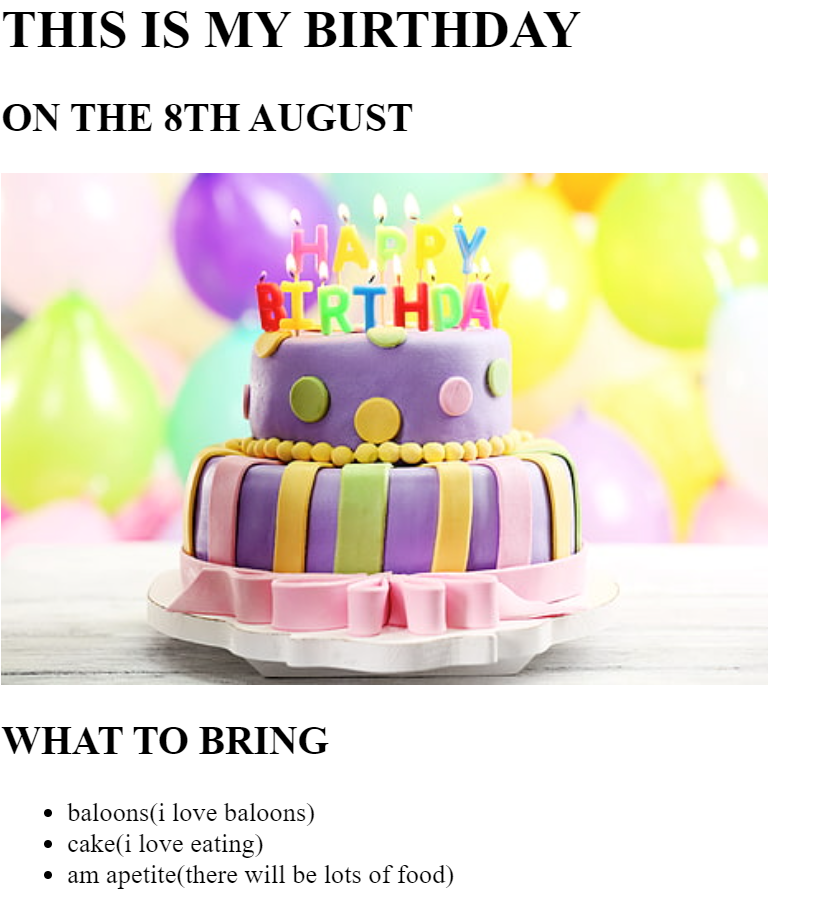 THIS IS MY BIRTHDAY
ON THE 8TH AUGUST
HAPPY
BIRTHDAY
WHAT TO BRING
baloons(i love baloons)
cake(i love eating)
am apetite(there will be lots of food)